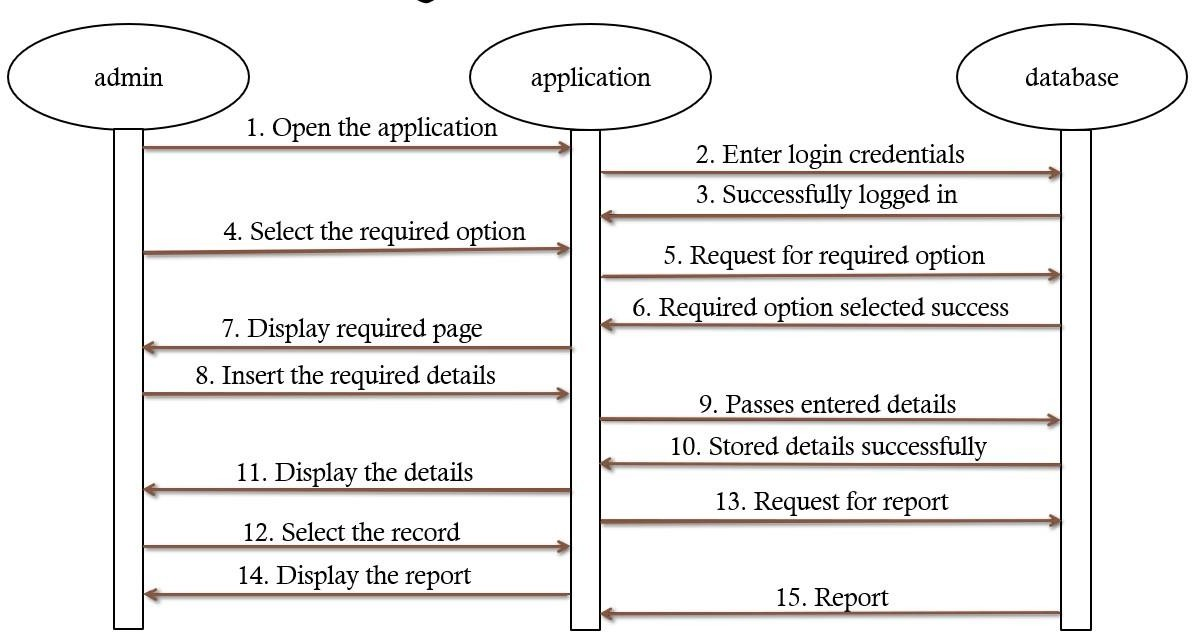 admin
application
database
1. Open the application
2. Enter login credentials
3. Successfully logged in
4. Select the required option
5. Request for required option
6. Required option selected success
7. Display required page
8. Insert the required details
9. Passes entered details
10. Stored details successfully
11. Display the details
13. Request for report
12. Select the record
14. Display the report
15. Report